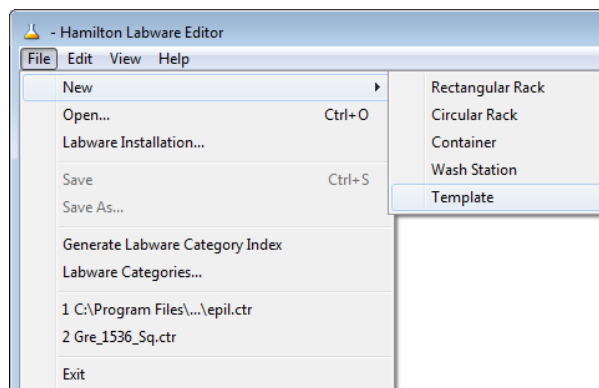 - Hamilton Labware Editor
File Edit View Help
New
Open... Ctrl+O
Labware Installation...
Save Ctrl+S
Save As...
Generate Labware Category Index
Labware Categories...
1 C:\Program Files\...\epil.ctr
2 Gre_1536_Sq.ctr
Exit
Rectangular Rack
Circular Rack
Container
Wash Station
Template